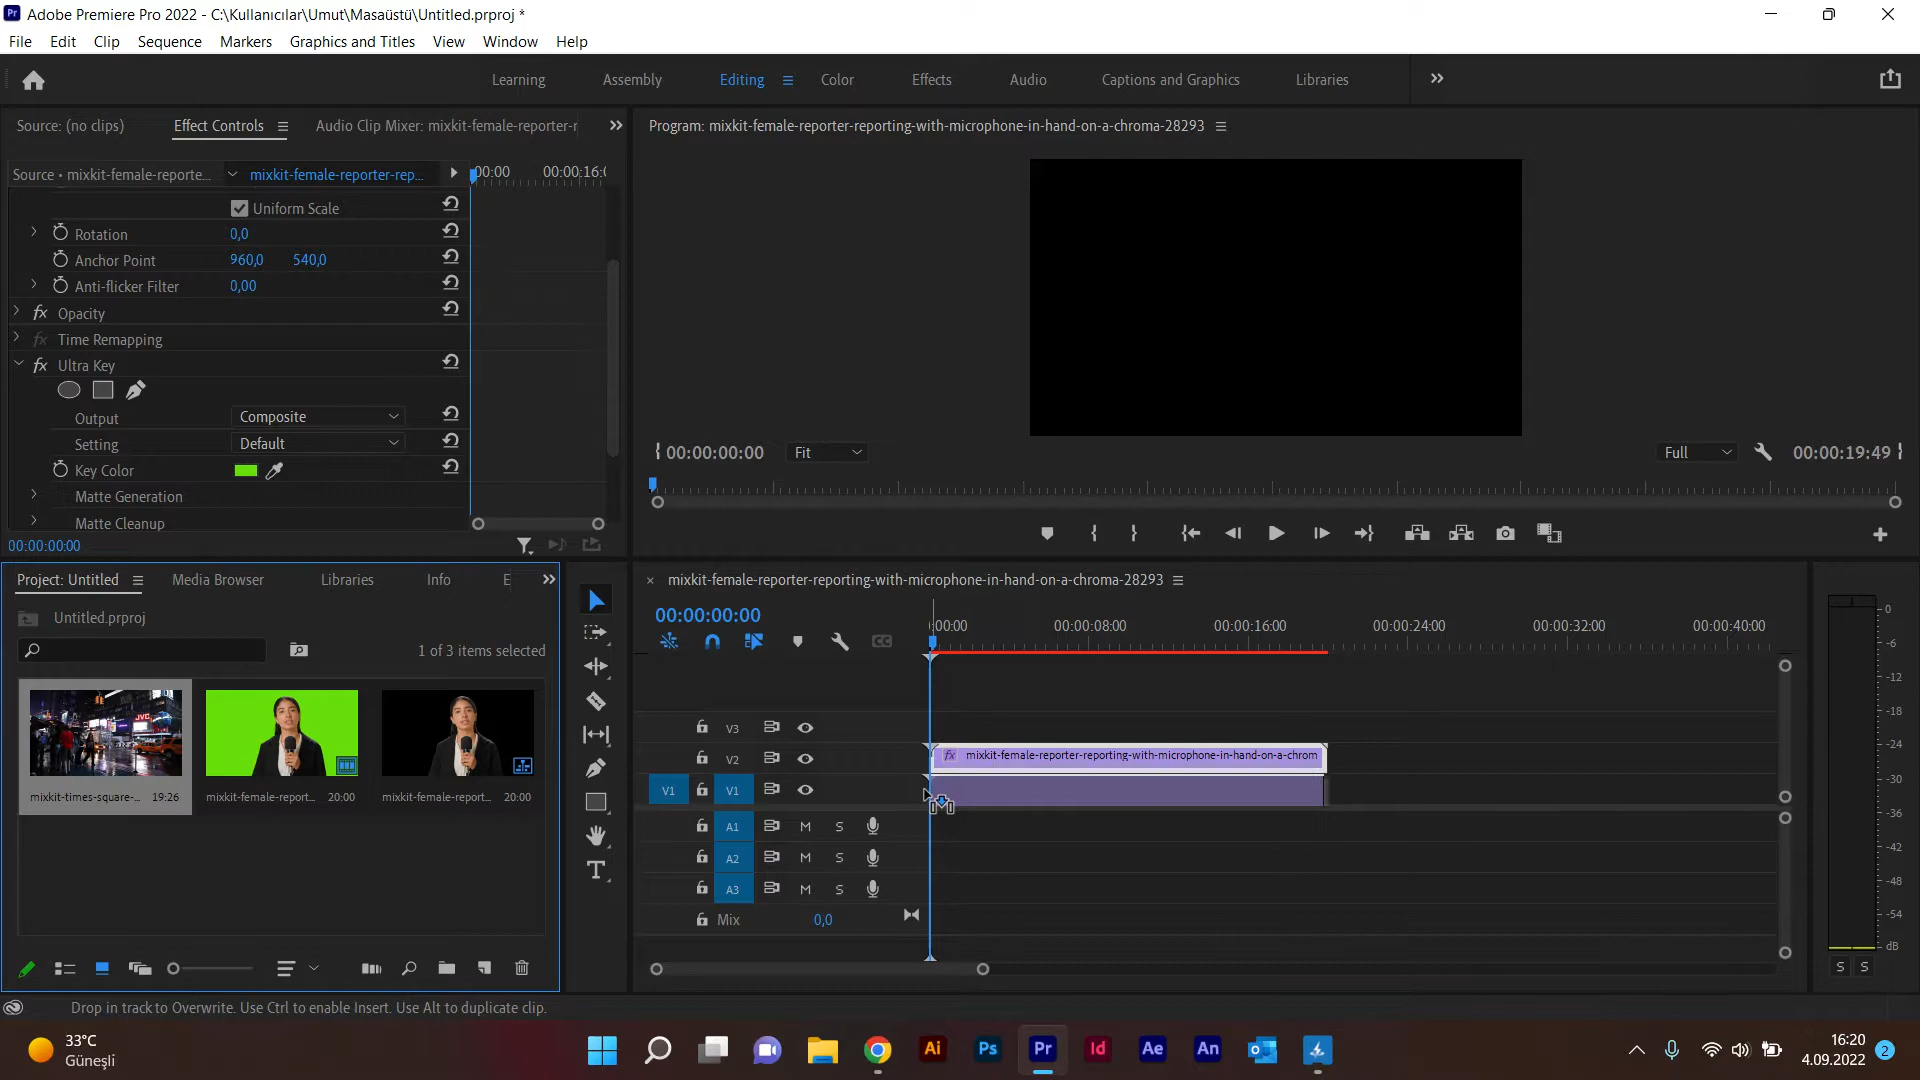 Adobe Premiere Pro 2022 - C:\Kullanıcılar\Umut\Masaüstü\Untitled.prproj *
File Edit Clip Sequence Markers Graphics and Titles View Window Help
Learning Assembly Editing Color Effects Audio Captions and Graphics Libraries
Source: (no clips) Effect Controls Audio Clip Mixer: mixkit-female-reporter-r
Source • mixkit-female-reporte... mixkit-female-reporter-rep... 00:00 00:00:16:0
Uniform Scale
Rotation 0,0
Anchor Point 960,0 540,0
Anti-flicker Filter 0,00
fx Opacity
fx Time Remapping
fx Ultra Key
Output Composite
Setting Default
Key Color
Matte Generation
Matte Cleanup
00:00:00:00
Program: mixkit-female-reporter-reporting-with-microphone-in-hand-on-a-chroma-28293
00:00:00:00 Fit Full 00:00:19:49
Project: Untitled Media Browser Libraries Info E
Untitled.prproj
1 of 3 items selected
JVC
mixkit-times-square-... 19:26
mixkit-female-report... 20:00
mixkit-female-report... 20:00
mixkit-female-reporter-reporting-with-microphone-in-hand-on-a-chroma-28293
00:00:00:00
:00:00 00:00:08:00 00:00:16:00 00:00:24:00 00:00:32:00 00:00:40:00
V3
V2 fx mixkit-female-reporter-reporting-with-microphone-in-hand-on-a-chrom
V1 V1
A1 M S
A2 M S
A3 M S
Mix 0,0
0
-6
-12
-18
-24
-30
-36
-42
-48
-54
dB
S S
Drop in track to Overwrite. Use Ctrl to enable Insert. Use Alt to duplicate clip.
33°C
Güneşli
Ai Ps Pr Id Ae An
16:20
4.09.2022 2